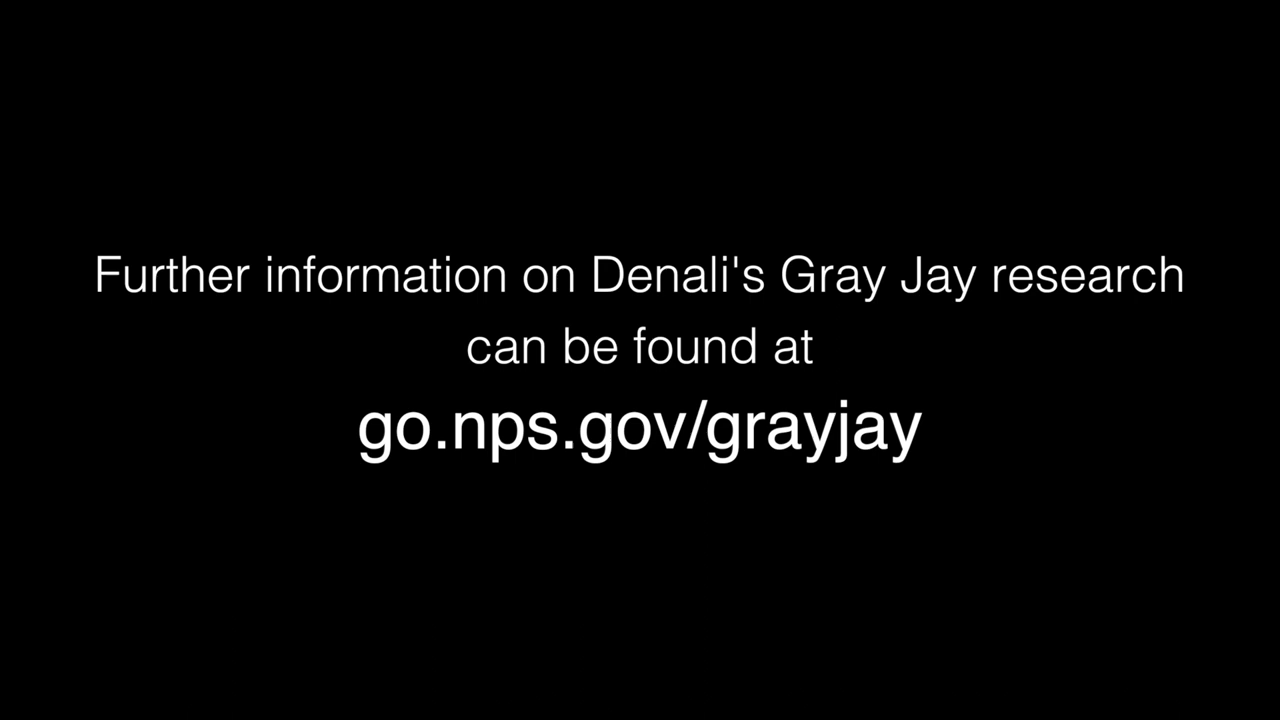 Further information on Denali's Gray Jay research
can be found at
go.nps.gov/grayjay